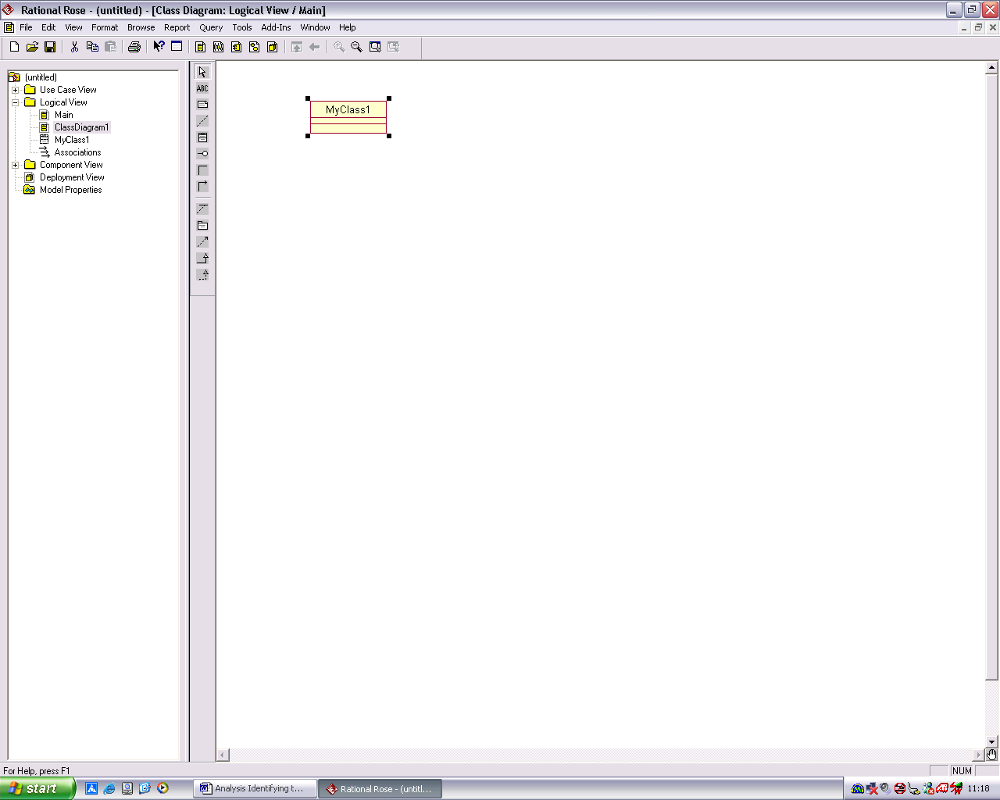 Rational Rose - (untitled) - [Class Diagram: Logical View / Main]
File Edit View Format Browse Report Query Tools Add-Ins Window Help
(untitled)
Use Case View
Logical View
Main
ClassDiagram1
MyClass1
Associations
Component View
Deployment View
Model Properties
ABC
MyClass1
For Help, press F1
NUM
start
Analysis Identifying t...
Rational Rose - (untitl...
11:18